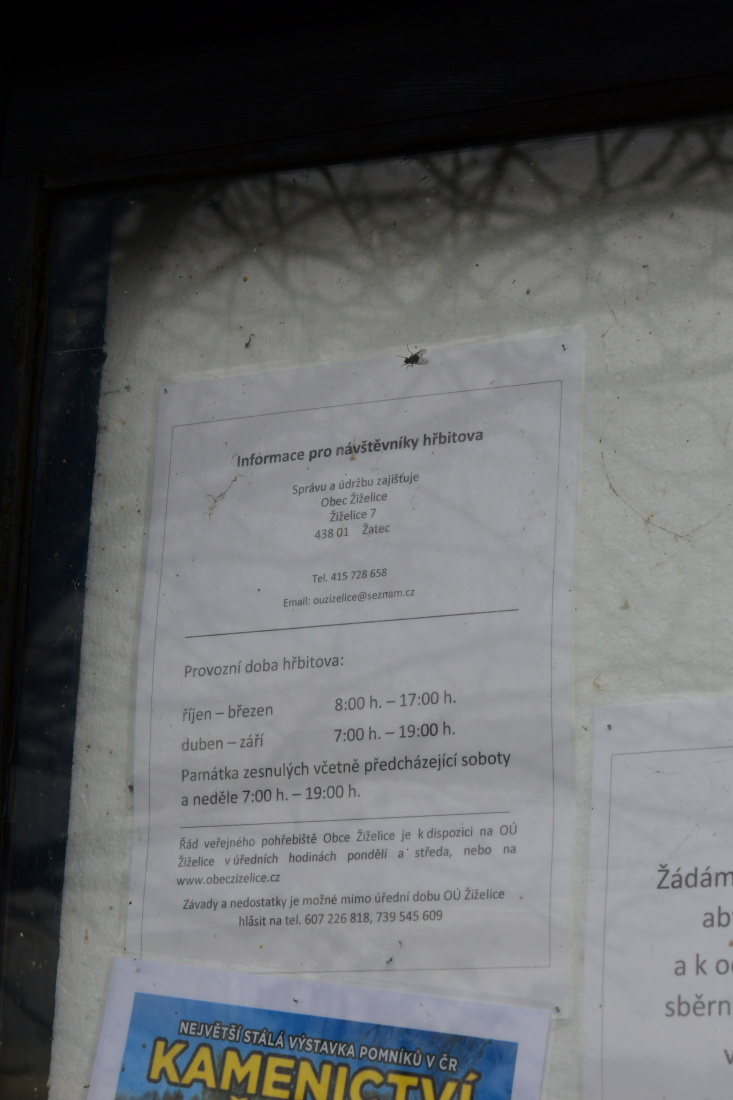 Informace pro návštěvníky hřbitova
Správu a údržbu zajišťuje
Obec Žiželice
Žiželice 7
438 01 Žatec
Tel. 415 728 658
Email: ouzizelice@seznam.cz
Provozní doba hřbitova:
říjen – březen 8:00 h. – 17:00 h.
duben – září 7:00 h. – 19:00 h.
Památka zesnulých včetně předcházející soboty
a neděle 7:00 h. – 19:00 h.
Řád veřejného pohřebiště Obce Žiželice je k dispozici na OÚ
Žiželice v úředních hodinách pondělí a středa, nebo na
www.obeczizelice.cz
Závady a nedostatky je možné mimo úřední dobu OÚ Žiželice
hlásit na tel. 607 226 818, 739 545 609
NEJVĚTŠÍ STÁLÁ VÝSTAVKA POMNÍKŮ V ČR
KAMENICTVÍ
Žádám
a k
sběrn